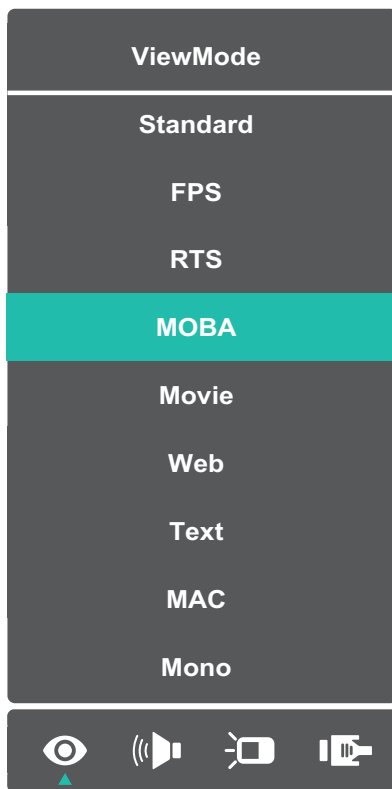 ViewMode
Standard
FPS
RTS
MOBA
Movie
Web
Text
MAC
Mono